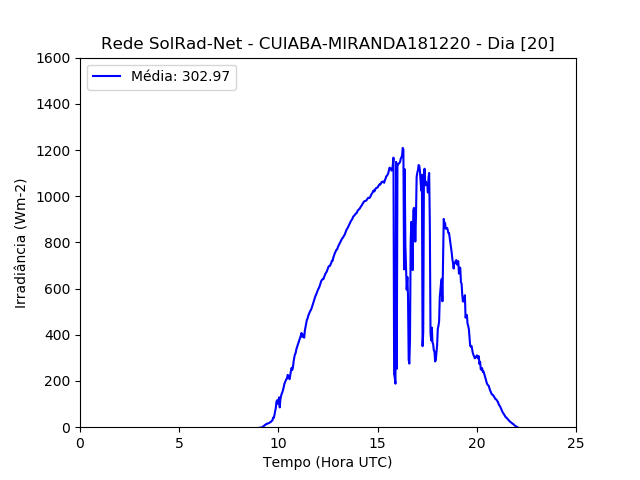 Rede SolRad-Net - CUIABA-MIRANDA181220 - Dia [20]
Média: 302.97
Irradiância (Wm-2)
1600
1400
1200
1000
800
600
400
200
0
0 5 10 15 20 25
Tempo (Hora UTC)